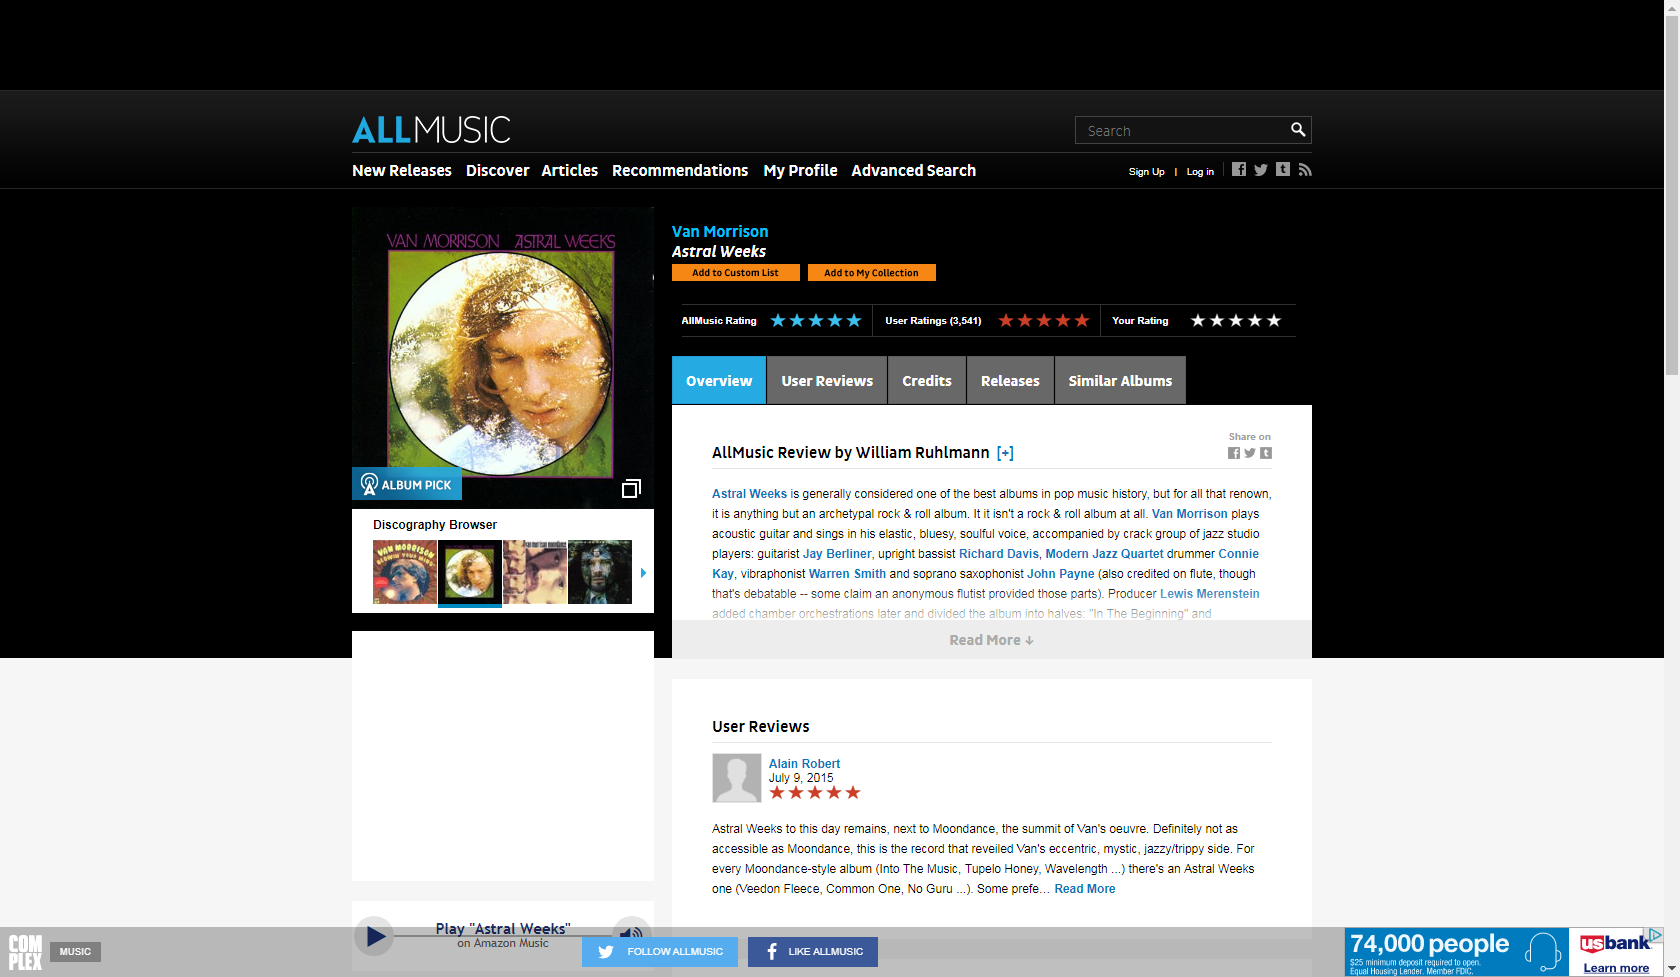 ALLMUSIC
Search
New Releases Discover Articles Recommendations My Profile Advanced Search
Sign Up | Log in
VAN MORRISON ASTRAL WEEKS
ALBUM PICK
Discography Browser
VAN MORRISON
Van Morrison
Astral Weeks
Add to Custom List Add to My Collection
AllMusic Rating User Ratings (3,541) Your Rating
Overview User Reviews Credits Releases Similar Albums
Share on
AllMusic Review by William Ruhlmann [+]
Astral Weeks is generally considered one of the best albums in pop music history, but for all that renown,
it is anything but an archetypal rock & roll album. It it isn't a rock & roll album at all. Van Morrison plays
acoustic guitar and sings in his elastic, bluesy, soulful voice, accompanied by crack group of jazz studio
players: guitarist Jay Berliner, upright bassist Richard Davis, Modern Jazz Quartet drummer Connie
Kay, vibraphonist Warren Smith and soprano saxophonist John Payne (also credited on flute, though
that's debatable -- some claim an anonymous flutist provided those parts). Producer Lewis Merenstein
added chamber orchestrations later and divided the album into halves: "In The Beginning" and
Read More ↓
User Reviews
Alain Robert
July 9, 2015
Astral Weeks to this day remains, next to Moondance, the summit of Van's oeuvre. Definitely not as
accessible as Moondance, this is the record that reveiled Van's eccentric, mystic, jazzy/trippy side. For
every Moondance-style album (Into The Music, Tupelo Honey, Wavelength ...) there's an Astral Weeks
one (Veedon Fleece, Common One, No Guru ...). Some prefe... Read More
Play "Astral Weeks"
on Amazon Music
COMPLEX
MUSIC
FOLLOW ALLMUSIC
LIKE ALLMUSIC
74,000 people
$25 minimum deposit required to open.
Equal Housing Lender. Member FDIC.
usbank
Learn more